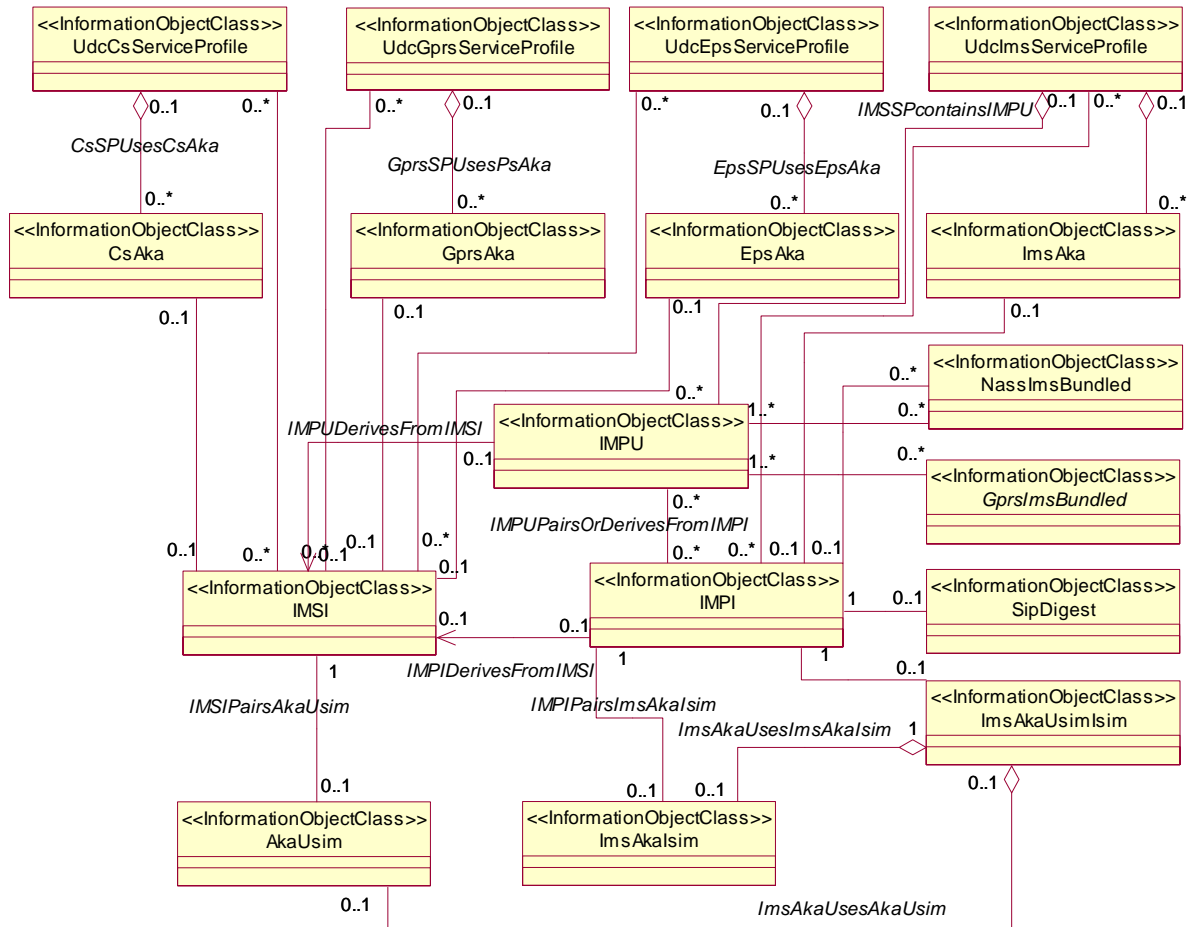 <<InformationObjectClass>>
UdcCsServiceProfile
<<InformationObjectClass>>
UdcGprsServiceProfile
<<InformationObjectClass>>
UdcEpsServiceProfile
<<InformationObjectClass>>
UdcImsServiceProfile
0..1
0..*
0..*
0..1
0..*
0..1
IMSSPcontainsIMPU
0..1
0..*
0..1
CsSPUsesCsAka
GprsSPUsesPsAka
EpsSPUsesEpsAka
0..*
0..*
0..*
0..*
<<InformationObjectClass>>
CsAka
<<InformationObjectClass>>
GprsAka
<<InformationObjectClass>>
EpsAka
<<InformationObjectClass>>
ImsAka
0..1
0..1
0..1
0..1
<<InformationObjectClass>>
NassImsBundled
0..*
0..*
1..*
0..*
<<InformationObjectClass>>
IMPU
IMPUDerivesFromIMSI
0..1
1..*
0..*
<<InformationObjectClass>>
GprsImsBundled
0..*
IMPUPairsOrDerivesFromIMPI
0..1
0..*
0..*
0..1
0..1
0..*
0..1
0..*
0..*
0..1
0..1
<<InformationObjectClass>>
IMSI
<<InformationObjectClass>>
IMPI
<<InformationObjectClass>>
SipDigest
1
0..1
0..1
0..1
IMPIDerivesFromIMSI
1
1
1
0..1
IMSIPairsAkaUsim
IMPIPairsImsAkaIsim
<<InformationObjectClass>>
ImsAkaUsimIsim
ImsAkaUsesImsAkaIsim
1
0..1
0..1
0..1
0..1
<<InformationObjectClass>>
AkaUsim
<<InformationObjectClass>>
ImsAkaIsim
0..1
ImsAkaUsesAkaUsim